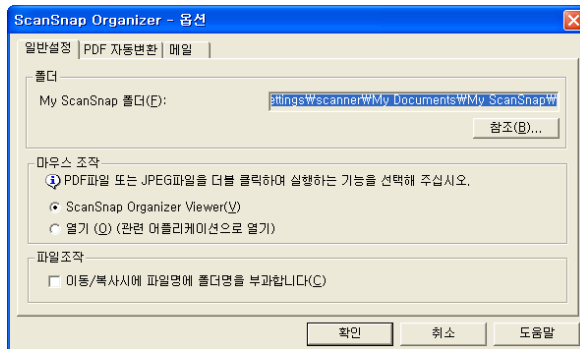 ScanSnap Organizer - 옵션
일반설정 PDF 자동변환 메일
폴더
My ScanSnap 폴더(F): ettings₩scanner₩My Documents₩My ScanSnap₩
참조(B)...
마우스 조작
PDF파일 또는 JPEG파일을 더블 클릭하며 실행하는 기능을 선택해 주십시오.
ScanSnap Organizer Viewer(V)
열기 (O) (관련 어플리케이션으로 열기)
파일조작
이동/복사시에 파일명에 폴더명을 부과합니다(C)
확인 취소 도움말